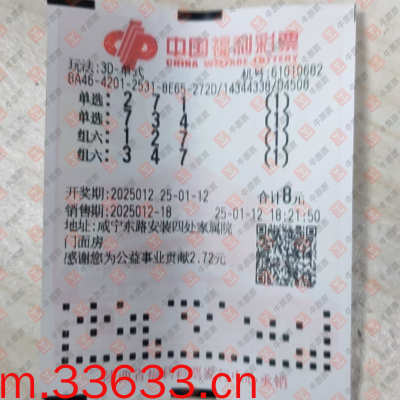 中国福利彩票
CHINA WELFARE LOTTERY
玩法:3D-单式 机号:61010682
8A46-4201-2531-8E65-272D/14344338/D4508
单选: 2 7 1 (1)
单选: 7 3 4 (1)
组六: 1 2 7 (1)
组六: 3 4 7 (1)
开奖期:2025012 25-01-12 合计8元
销售期:2025012-18 25-01-12 18:21:50
地址:咸宁东路安装四处家属院
门面房
感谢您为公益事业贡献2.72元
m.33633.cn